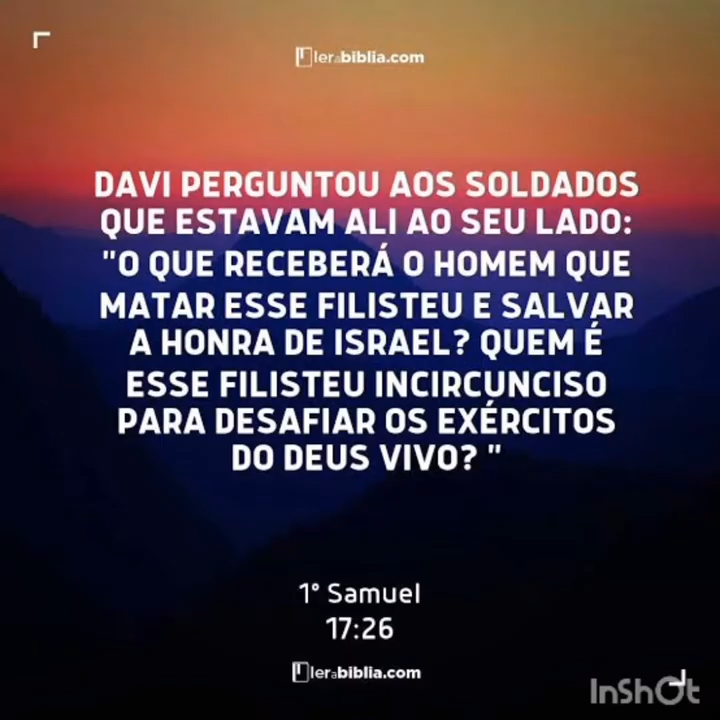 lerabiblia.com
DAVI PERGUNTOU AOS SOLDADOS
QUE ESTAVAM ALI AO SEU LADO:
"O QUE RECEBERÁ O HOMEM QUE
MATAR ESSE FILISTEU E SALVAR
A HONRA DE ISRAEL? QUEM É
ESSE FILISTEU INCIRCUNCISO
PARA DESAFIAR OS EXÉRCITOS
DO DEUS VIVO? "
1° Samuel
17:26
lerabiblia.com
InShOt